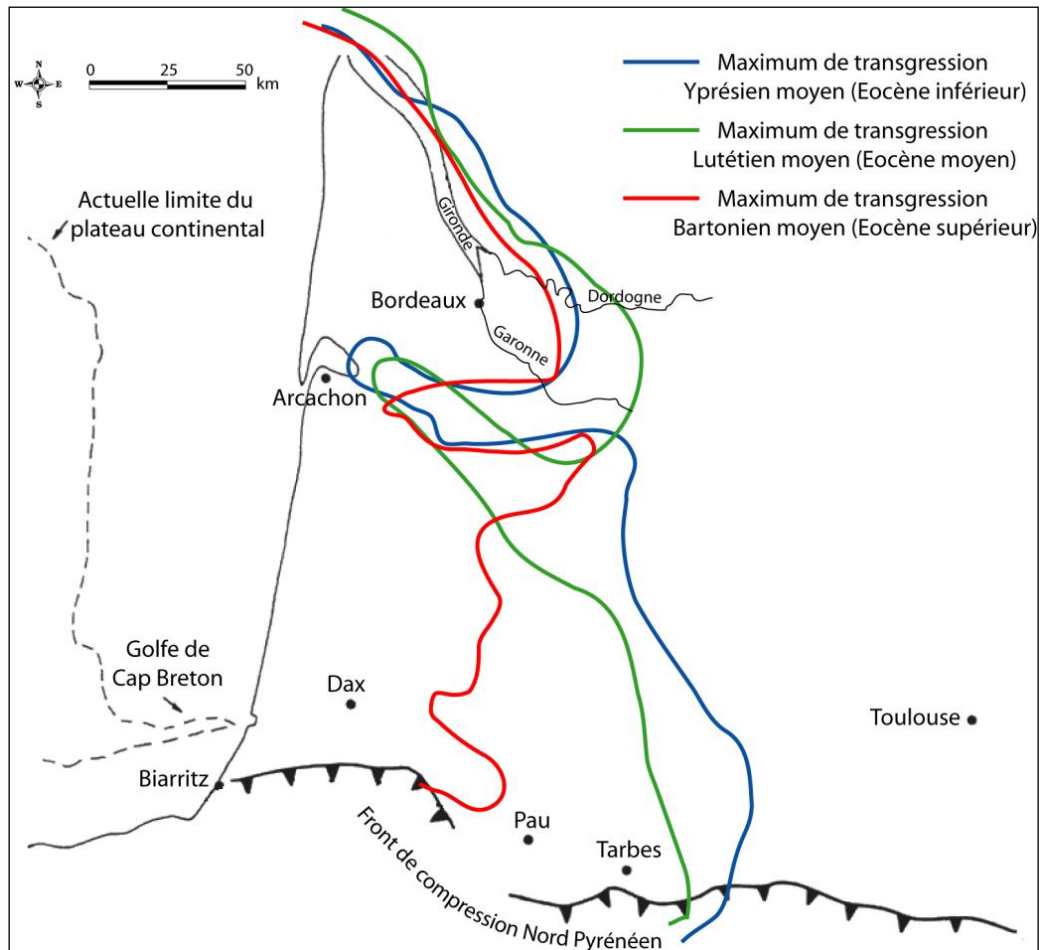 N
W E
S
0 25 50
km
Maximum de transgression
Yprésien moyen (Eocène inférieur)
Maximum de transgression
Lutétien moyen (Eocène moyen)
Maximum de transgression
Bartonien moyen (Eocène supérieur)
Actuelle limite du
plateau continental
Gironde
Bordeaux
Dordogne
Garonne
Arcachon
Golfe de
Cap Breton
Dax
Toulouse
Biarritz
Pau
Tarbes
Front de compression Nord Pyrénéen